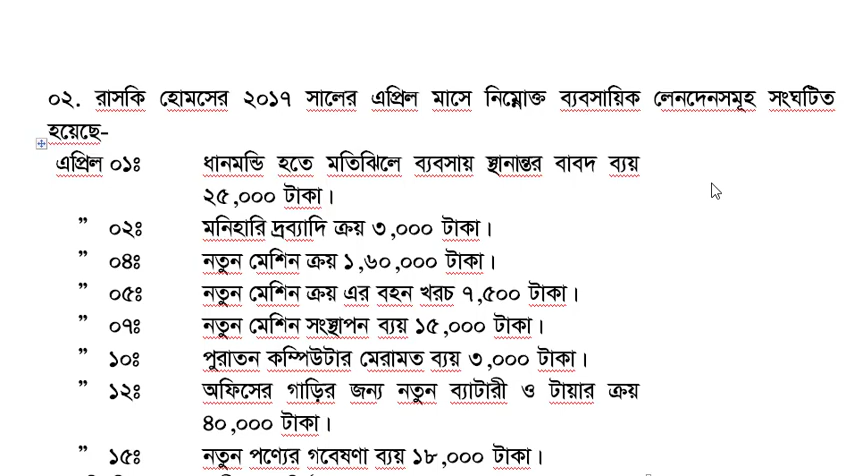 ০২. রাসকি হোমসের ২০১৭ সালের এপ্রিল মাসে নিম্নোক্ত ব্যবসায়িক লেনদেনসমূহ সংঘটিত
হয়েছে-
এপ্রিল ০১ঃ ধানমন্ডি হতে মতিঝিলে ব্যবসায় স্থানান্তর বাবদ ব্যয়
২৫,০০০ টাকা।
” ০২ঃ মনিহারি দ্রব্যাদি ক্রয় ৩,০০০ টাকা।
” ০৪ঃ নতুন মেশিন ক্রয় ১,৬০,০০০ টাকা।
” ০৫ঃ নতুন মেশিন ক্রয় এর বহন খরচ ৭,৫০০ টাকা।
” ০৭ঃ নতুন মেশিন সংস্থাপন ব্যয় ১৫,০০০ টাকা।
” ১০ঃ পুরাতন কম্পিউটার মেরামত ব্যয় ৩,০০০ টাকা।
” ১২ঃ অফিসের গাড়ির জন্য নতুন ব্যাটারী ও টায়ার ক্রয়
৪০,০০০ টাকা।
” ১৫ঃ নতুন পণ্যের গবেষণা ব্যয় ১৮,০০০ টাকা।